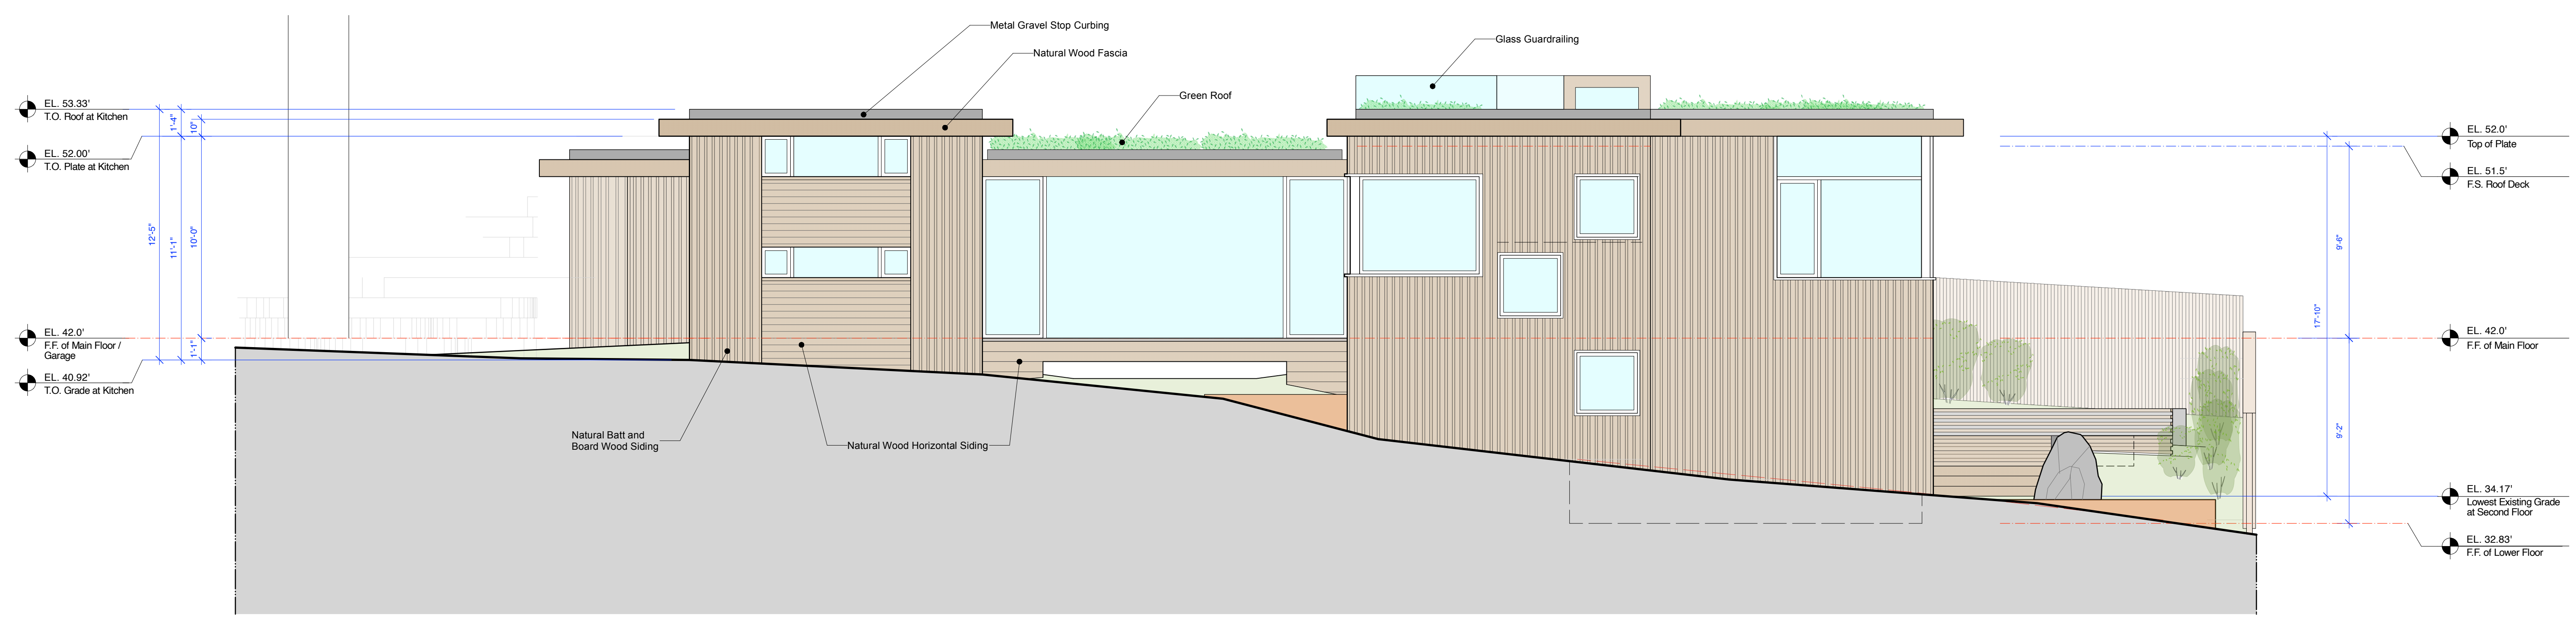 Metal Gravel Stop Curbing
Natural Wood Fascia
Glass Guardrailing
Green Roof
EL. 53.33'
T.O. Roof at Kitchen
EL. 52.00'
T.O. Plate at Kitchen
EL. 42.0'
F.F. of Main Floor /
Garage
EL. 40.92'
T.O. Grade at Kitchen
12'-5"
1'-4"
11'-1"
10"
10'-0"
1'-1"
Natural Batt and
Board Wood Siding
Natural Wood Horizontal Siding
17'-10"
9'-6"
9'-2"
EL. 52.0'
Top of Plate
EL. 51.5'
F.S. Roof Deck
EL. 42.0'
F.F. of Main Floor
EL. 34.17'
Lowest Existing Grade
at Second Floor
EL. 32.83'
F.F. of Lower Floor